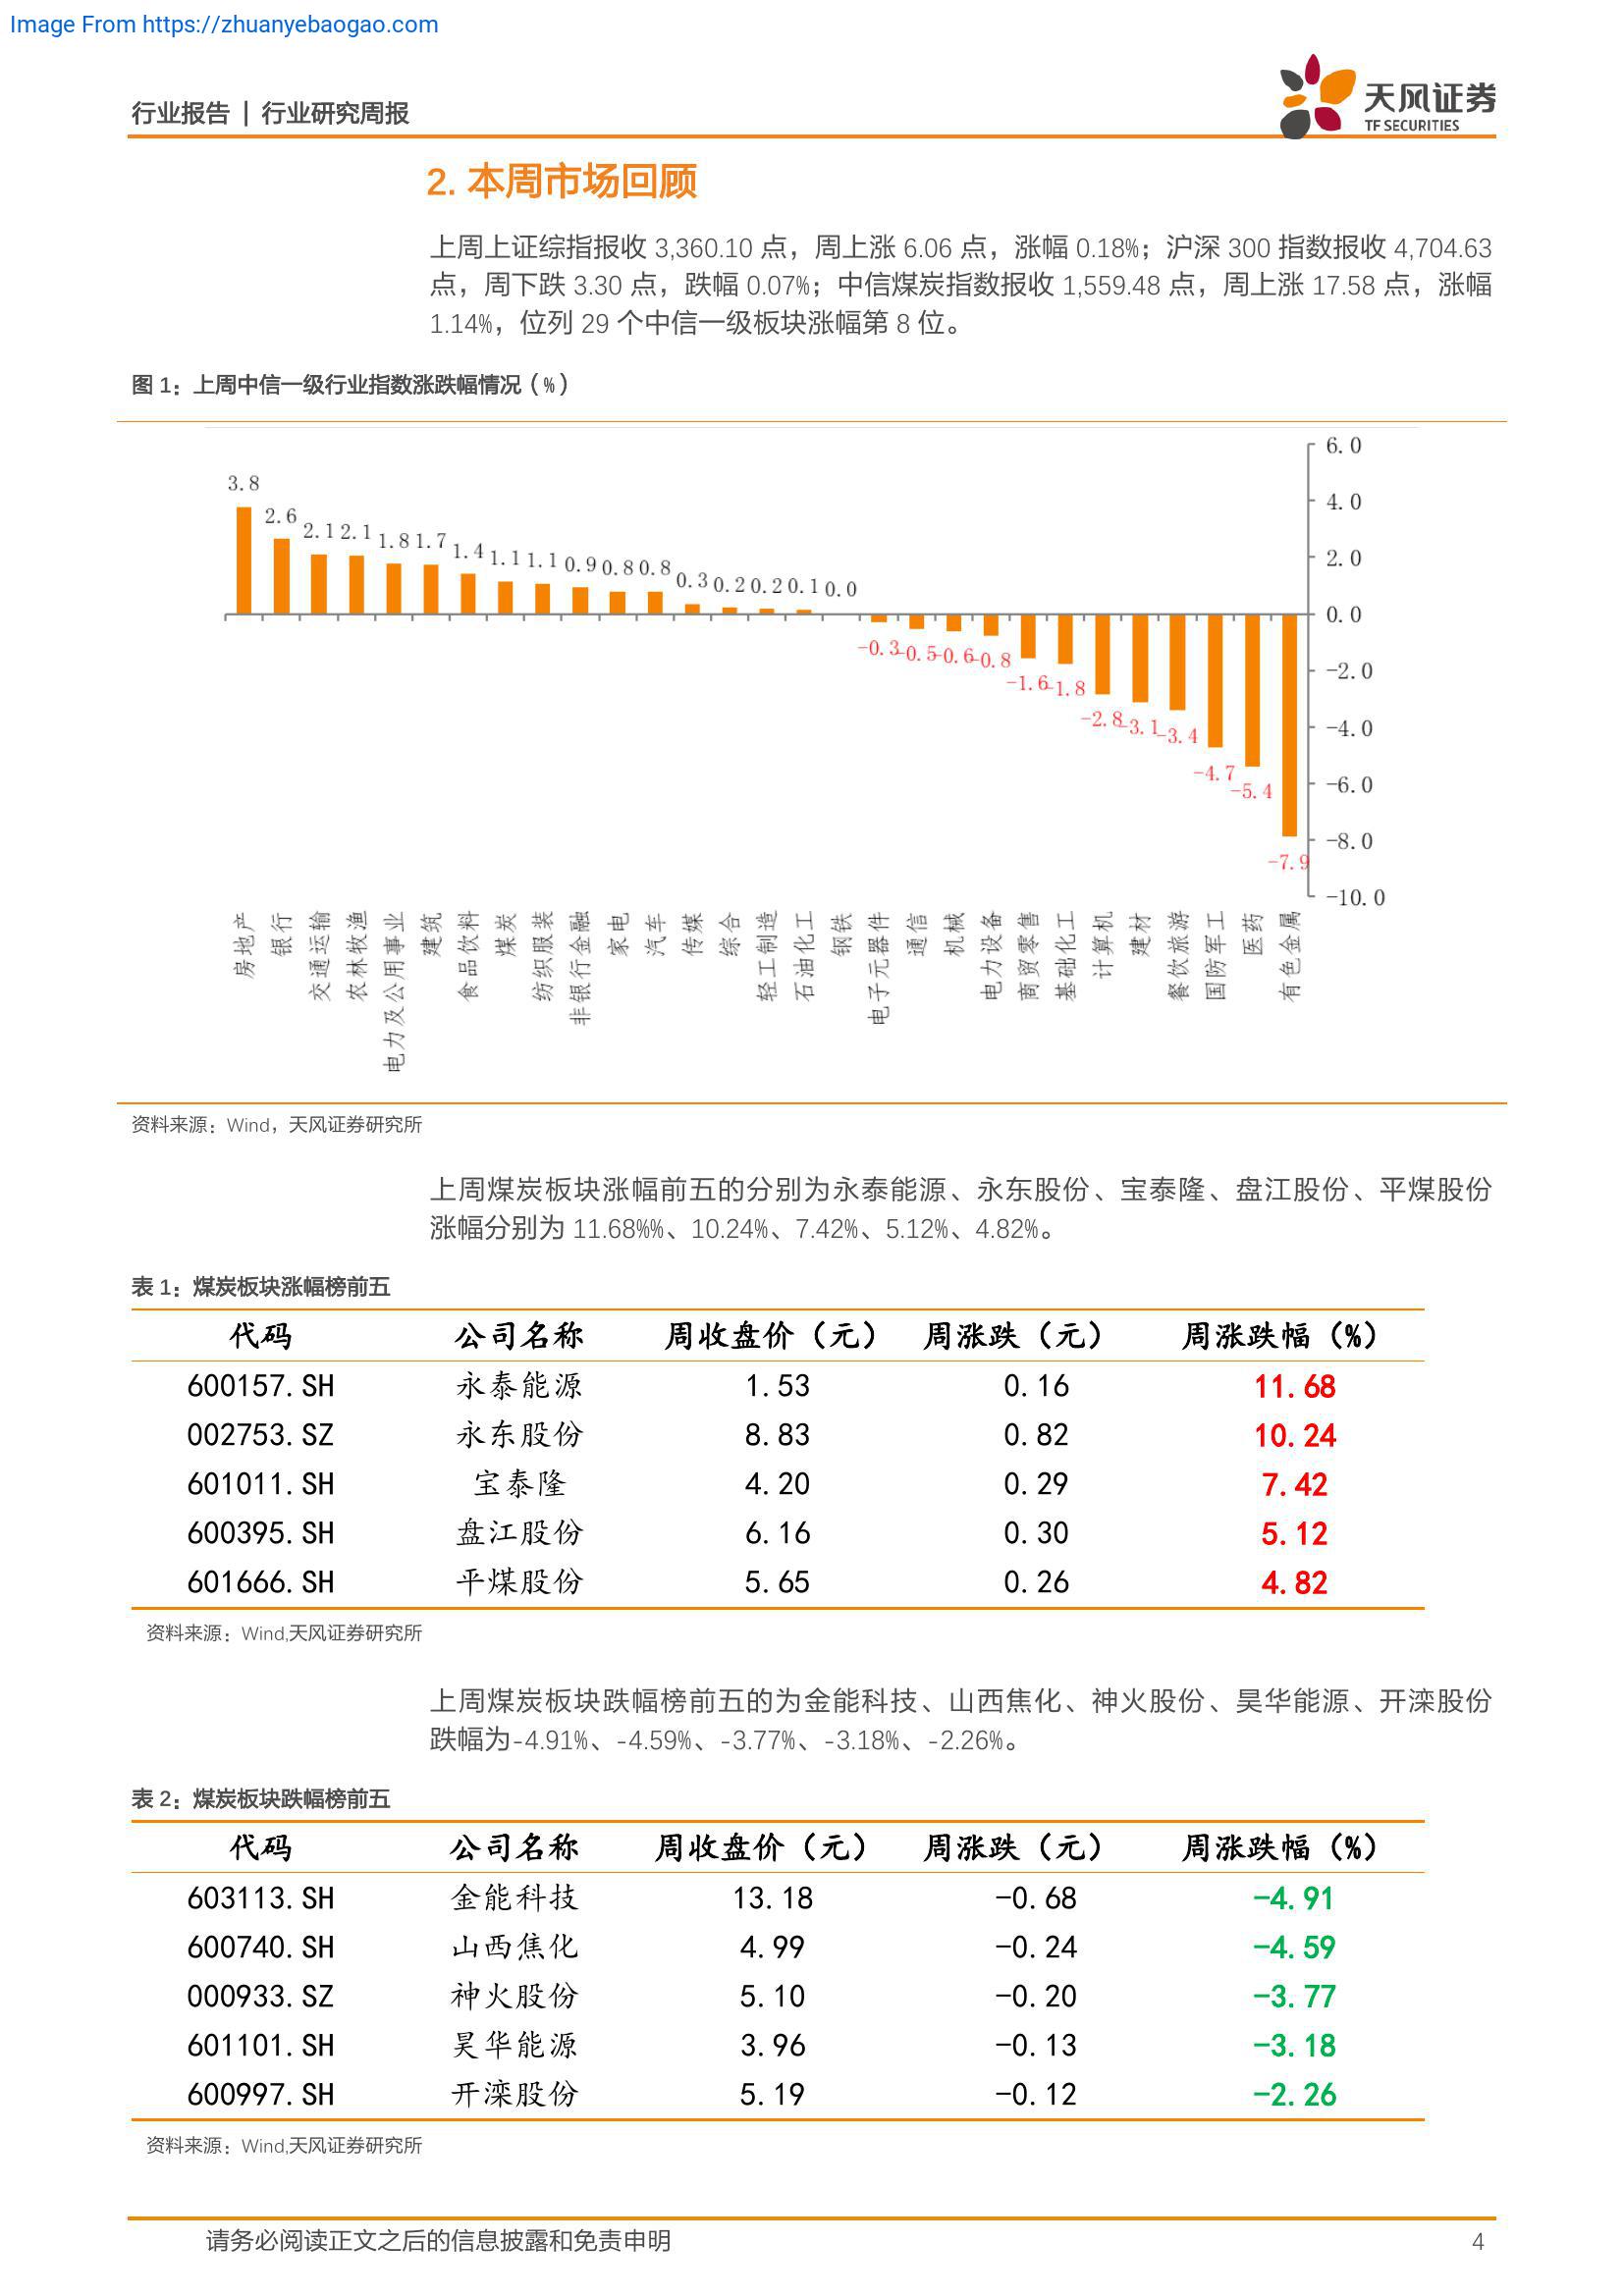 Image From https://zhuanyebaogao.com
行业报告 | 行业研究周报
天风证券
TF SECURITIES
2. 本周市场回顾
上周上证综指报收 3,360.10 点，周上涨 6.06 点，涨幅 0.18%；沪深 300 指数报收 4,704.63
点，周下跌 3.30 点，跌幅 0.07%；中信煤炭指数报收 1,559.48 点，周上涨 17.58 点，涨幅
1.14%，位列 29 个中信一级板块涨幅第 8 位。
图 1：上周中信一级行业指数涨跌幅情况（%）
6.0
4.0
2.0
0.0
-2.0
-4.0
-6.0
-8.0
-10.0
3.8 2.6 2.1 2.1 1.8 1.7 1.4 1.1 1.1 0.9 0.8 0.8 0.3 0.2 0.2 0.1 0.0
-0.3 -0.5 -0.6 -0.8 -1.6 -1.8 -2.8 -3.1 -3.4 -4.7 -5.4 -7.9
房地产
银行
交通运输
农林牧渔
电力及公用事业
建筑
食品饮料
煤炭
纺织服装
非银行金融
家电
汽车
传媒
综合
轻工制造
石油化工
钢铁
电子元器件
通信
机械
电力设备
商贸零售
基础化工
计算机
建材
餐饮旅游
国防军工
医药
有色金属
资料来源：Wind，天风证券研究所
上周煤炭板块涨幅前五的分别为永泰能源、永东股份、宝泰隆、盘江股份、平煤股份
涨幅分别为 11.68%%、10.24%、7.42%、5.12%、4.82%。
表 1：煤炭板块涨幅榜前五
代码 公司名称 周收盘价（元） 周涨跌（元） 周涨跌幅（%）
600157.SH 永泰能源 1.53 0.16 11.68
002753.SZ 永东股份 8.83 0.82 10.24
601011.SH 宝泰隆 4.20 0.29 7.42
600395.SH 盘江股份 6.16 0.30 5.12
601666.SH 平煤股份 5.65 0.26 4.82
资料来源：Wind,天风证券研究所
上周煤炭板块跌幅榜前五的为金能科技、山西焦化、神火股份、昊华能源、开滦股份
跌幅为-4.91%、-4.59%、-3.77%、-3.18%、-2.26%。
表 2：煤炭板块跌幅榜前五
代码 公司名称 周收盘价（元） 周涨跌（元） 周涨跌幅（%）
603113.SH 金能科技 13.18 -0.68 -4.91
600740.SH 山西焦化 4.99 -0.24 -4.59
000933.SZ 神火股份 5.10 -0.20 -3.77
601101.SH 昊华能源 3.96 -0.13 -3.18
600997.SH 开滦股份 5.19 -0.12 -2.26
资料来源：Wind,天风证券研究所
请务必阅读正文之后的信息披露和免责申明 4